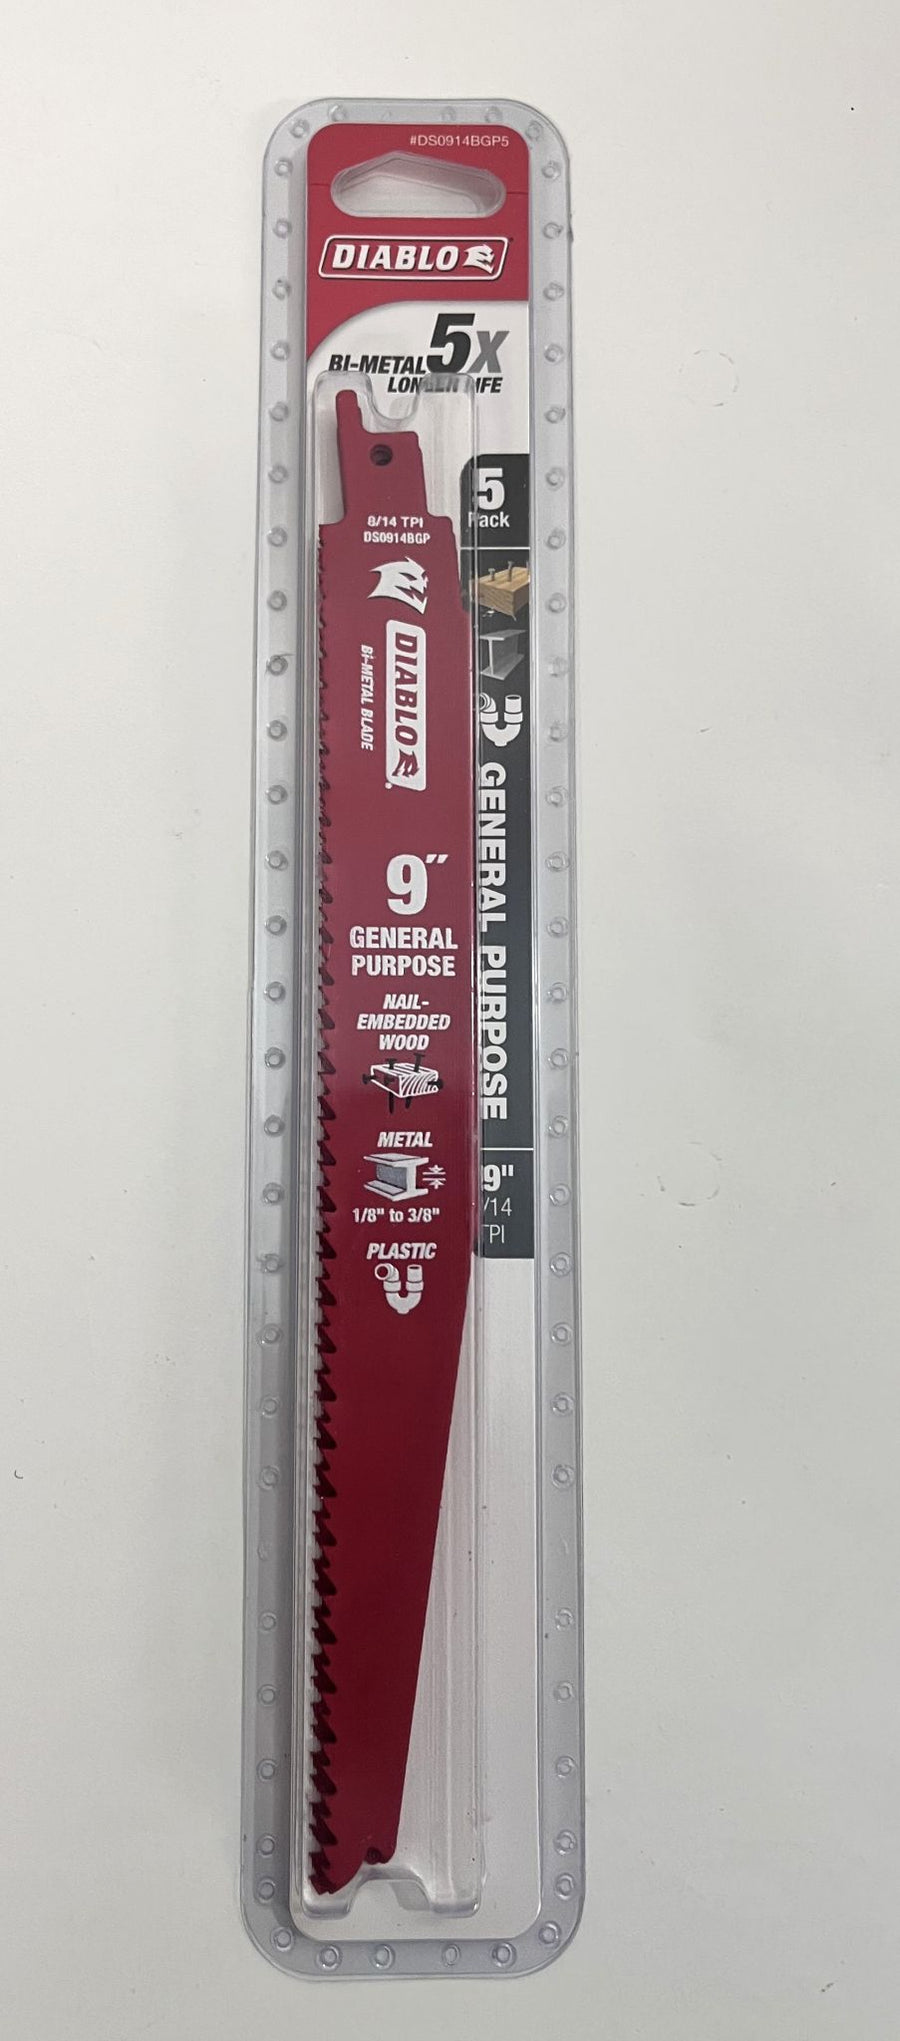 #DS0914BGP5
DIABLO
BI-METAL 5X
LONGER LIFE
5
Pack
8/14 TPI
DS0914BGP
DIABLO
BI-METAL BLADE
GENERAL PURPOSE
9″
GENERAL
PURPOSE
NAIL-
EMBEDDED
WOOD
METAL
1/8" to 3/8"
PLASTIC
9"
/14
TPI